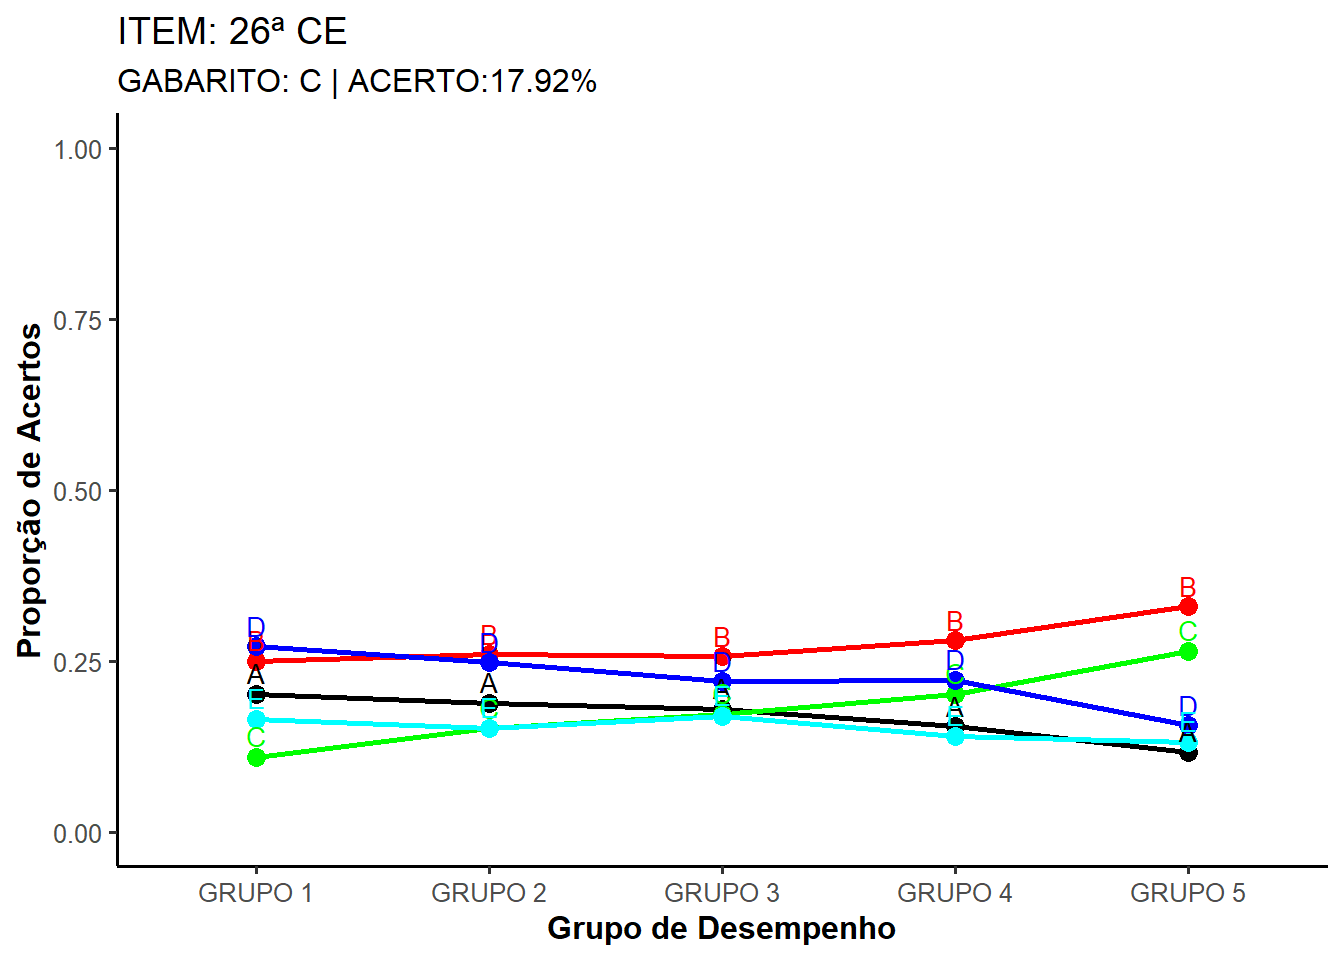 ITEM: 26ª CE
GABARITO: C | ACERTO:17.92%
Proporção de Acertos
1.00
0.75
0.50
0.25
0.00
D B A E C
B D A C
B D C A E
B D C A E
B C D E A
GRUPO 1 GRUPO 2 GRUPO 3 GRUPO 4 GRUPO 5
Grupo de Desempenho